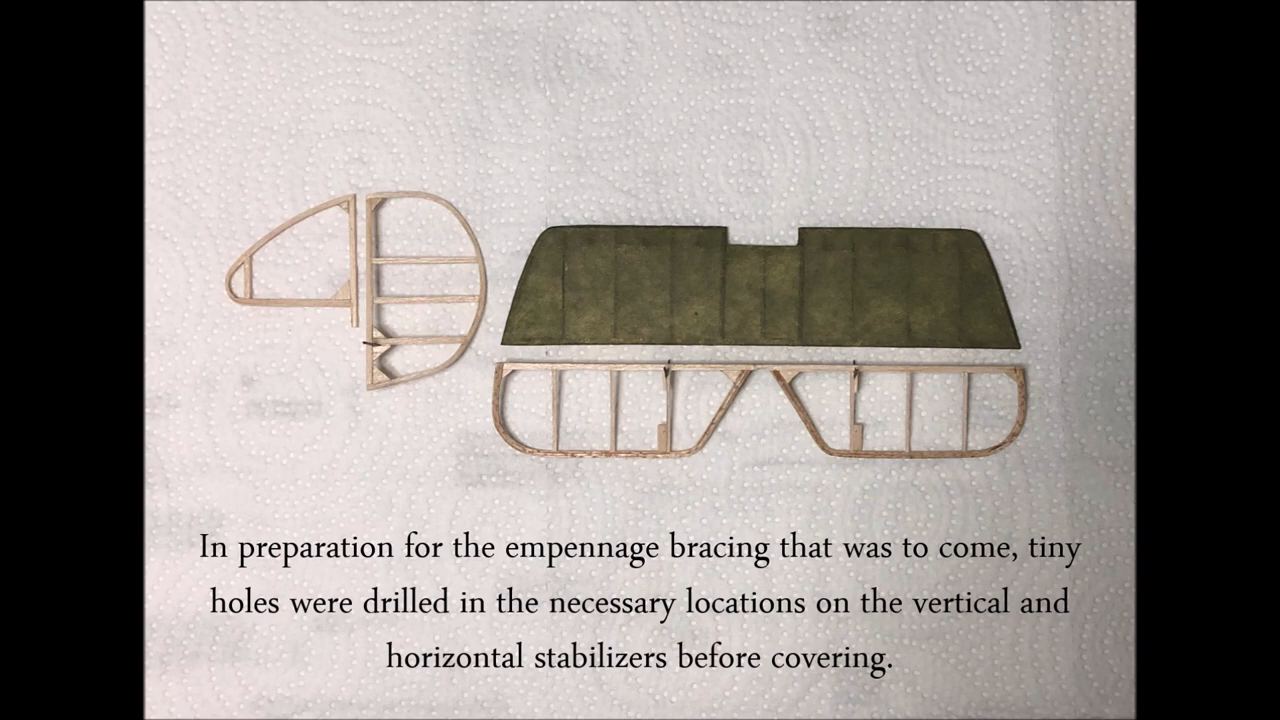 In preparation for the empennage bracing that was to come, tiny
holes were drilled in the necessary locations on the vertical and
horizontal stabilizers before covering.